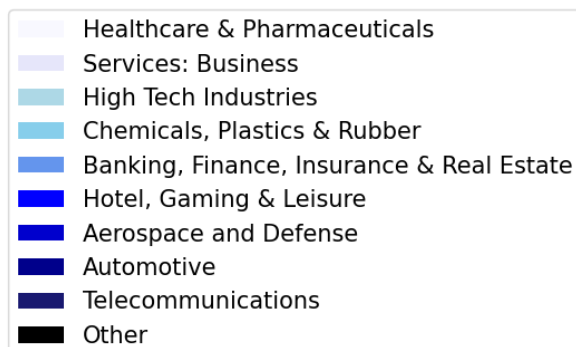 Healthcare & Pharmaceuticals
Services: Business
High Tech Industries
Chemicals, Plastics & Rubber
Banking, Finance, Insurance & Real Estate
Hotel, Gaming & Leisure
Aerospace and Defense
Automotive
Telecommunications
Other